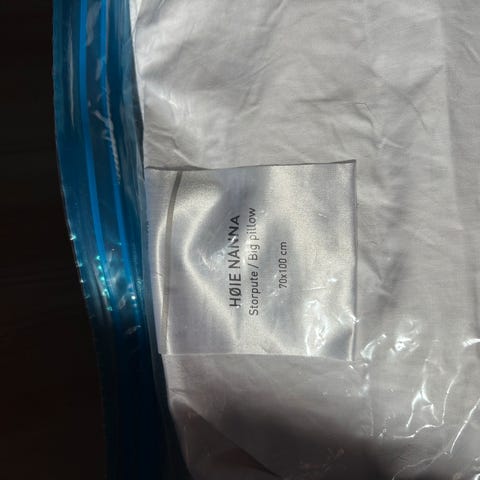 HØIE NANNA
Storpute / Big pillow
70x100 cm